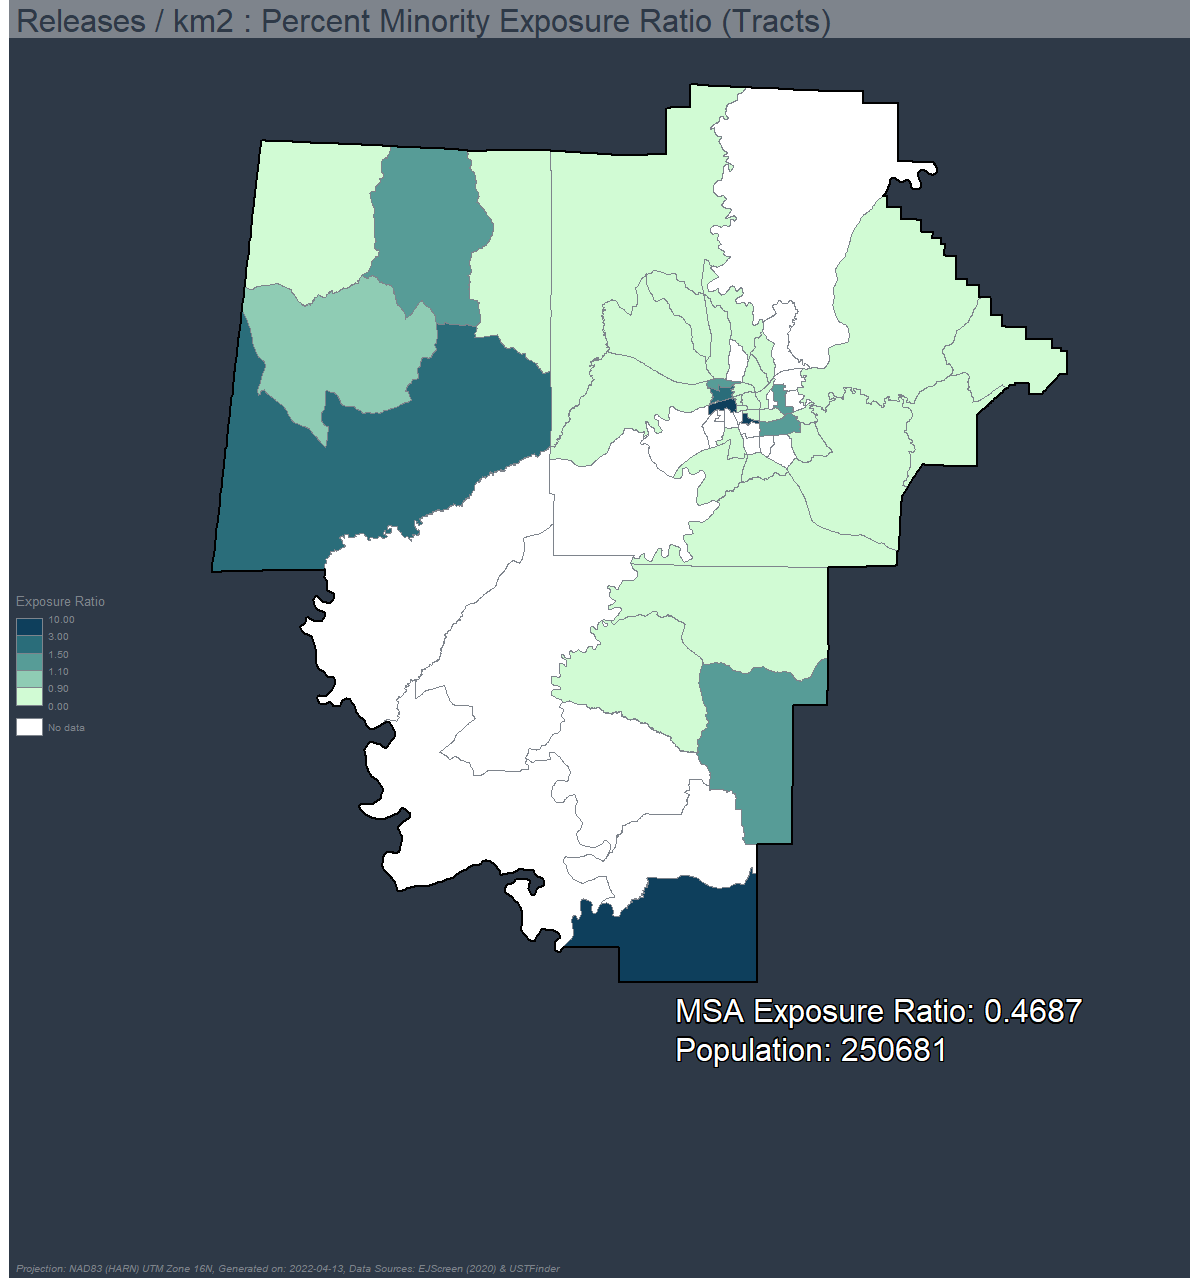 Releases / km2 : Percent Minority Exposure Ratio (Tracts)
Exposure Ratio
10.00
3.00
1.50
1.10
0.90
0.00
No data
MSA Exposure Ratio: 0.4687
Population: 250681
Projection: NAD83 (HARN) UTM Zone 16N, Generated on: 2022-04-13, Data Sources: EJScreen (2020) & USTFinder